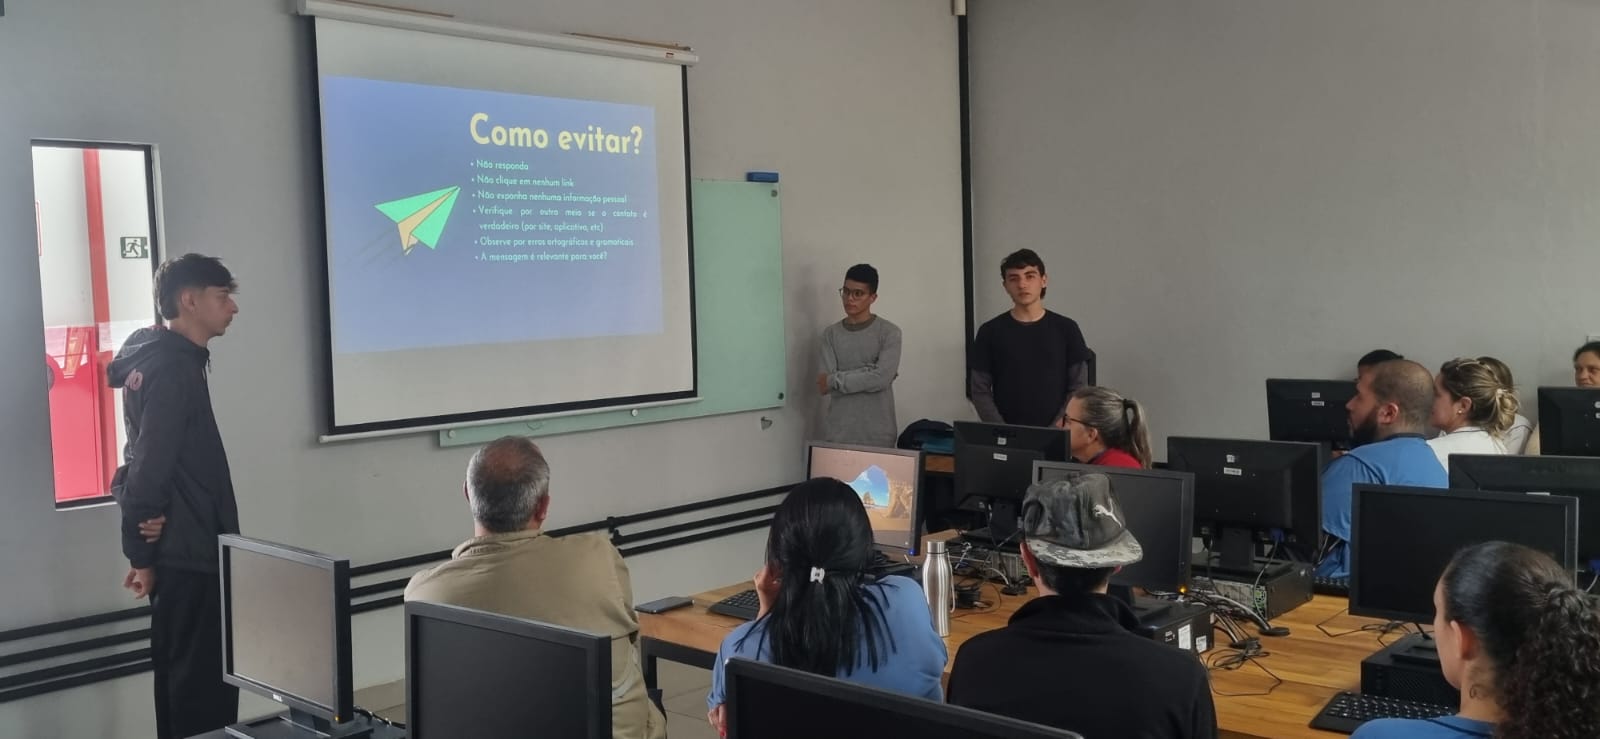 Como evitar?
• Não responda
• Não clique em nenhum link
• Não exponha nenhuma informação pessoal
• Verifique por outro meio se o contato é
verdadeiro (por site, aplicativo, etc)
• Observe por erros ortográficos e gramaticais
• A mensagem é relevante para você?
DELL